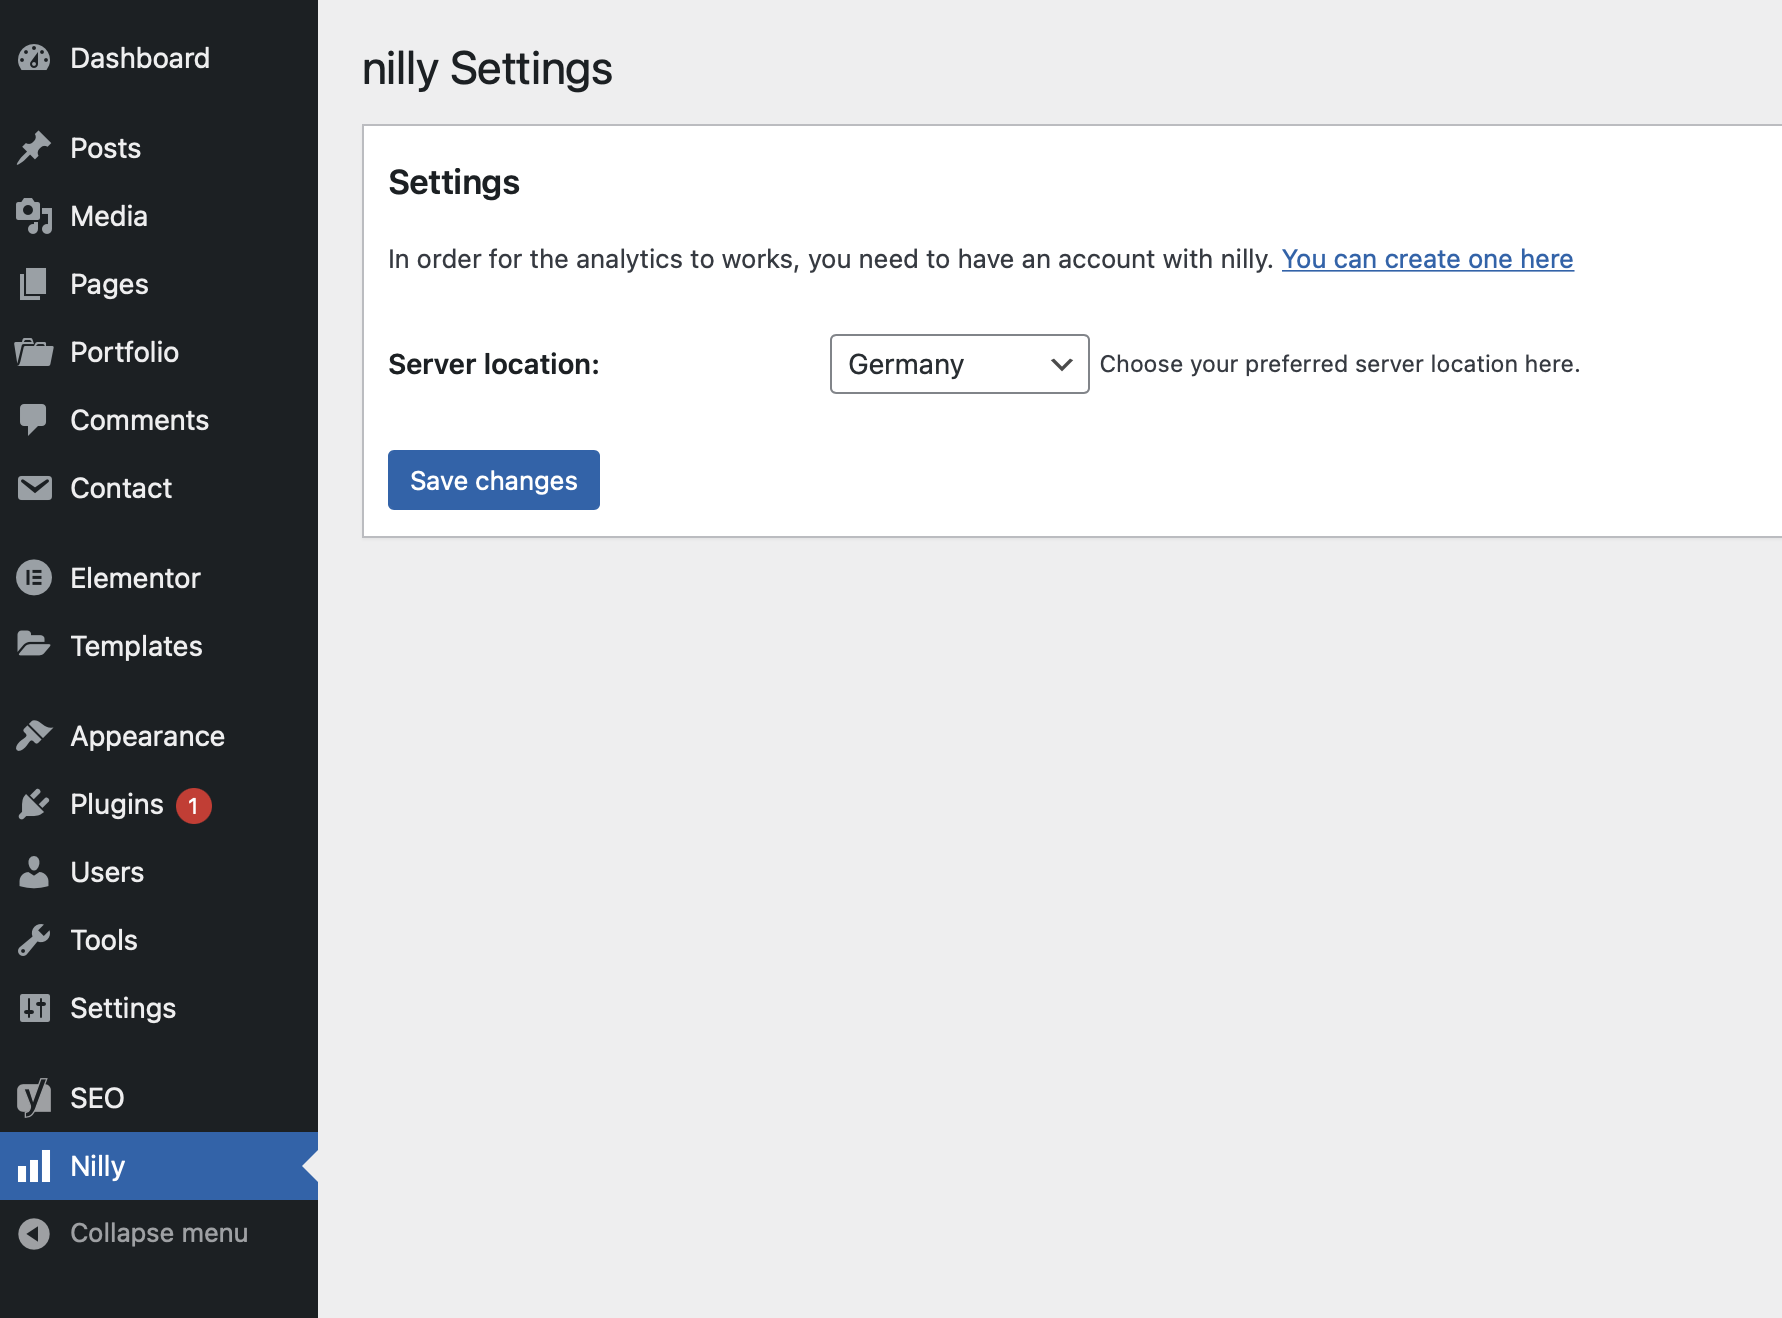 Dashboard
Posts
Media
Pages
Portfolio
Comments
Contact
Elementor
Templates
Appearance
Plugins 1
Users
Tools
Settings
SEO
Nilly
Collapse menu
nilly Settings
Settings
In order for the analytics to works, you need to have an account with nilly. You can create one here
Server location: Germany Choose your preferred server location here.
Save changes